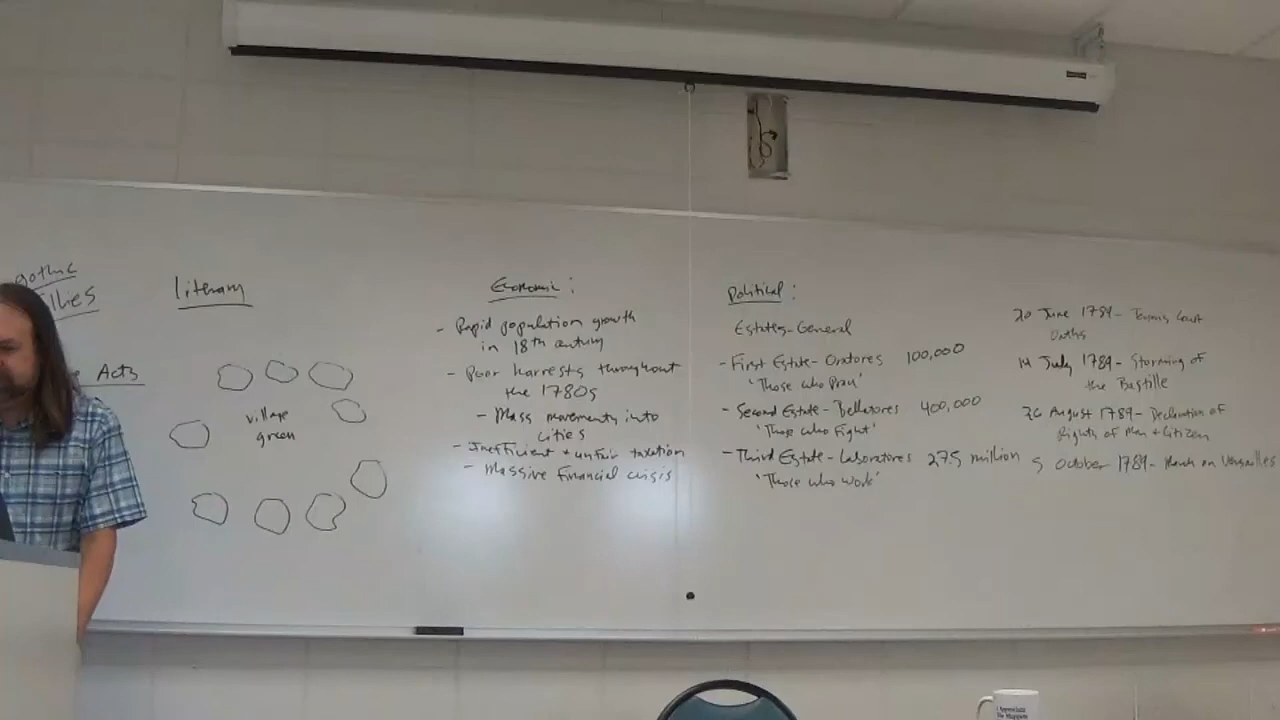 gothic
Acts
literary
village
green
Economic:
- Rapid population growth
in 18th century
- Poor harvests throughout
the 1780s
- Mass movements into
cities
- Inefficient + unfair taxation
- Massive Financial crisis
Political:
Estates-General
- First Estate - Oratores 100,000
'Those who Pray'
- Second Estate - Bellatores 400,000
'Those who Fight'
- Third Estate - Laboratores 27.5 million
'Those who Work'
20 June 1789 - Tennis Court
Oaths
14 July 1789 - Storming of
the Bastille
26 August 1789 - Declaration of
Rights of Man + Citizen
5 October 1789 - March on Versailles